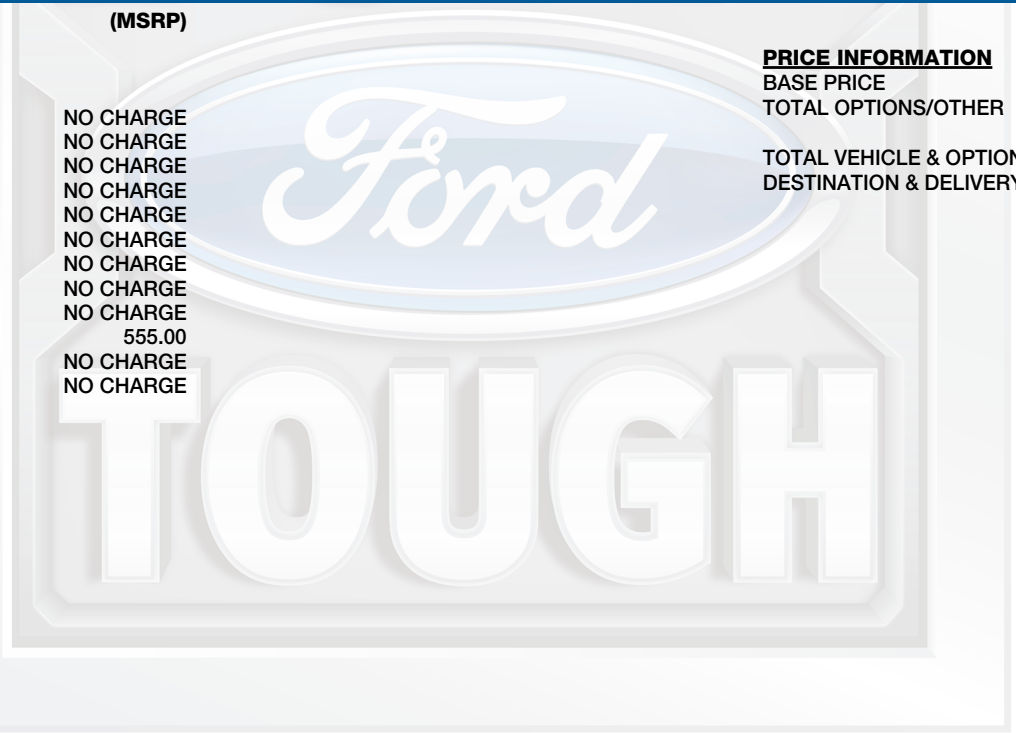 (MSRP)
NO CHARGE
NO CHARGE
NO CHARGE
NO CHARGE
NO CHARGE
NO CHARGE
NO CHARGE
NO CHARGE
NO CHARGE
555.00
NO CHARGE
NO CHARGE
PRICE INFORMATION
BASE PRICE
TOTAL OPTIONS/OTHER
TOTAL VEHICLE & OPTION
DESTINATION & DELIVERY
Ford
TOUGH